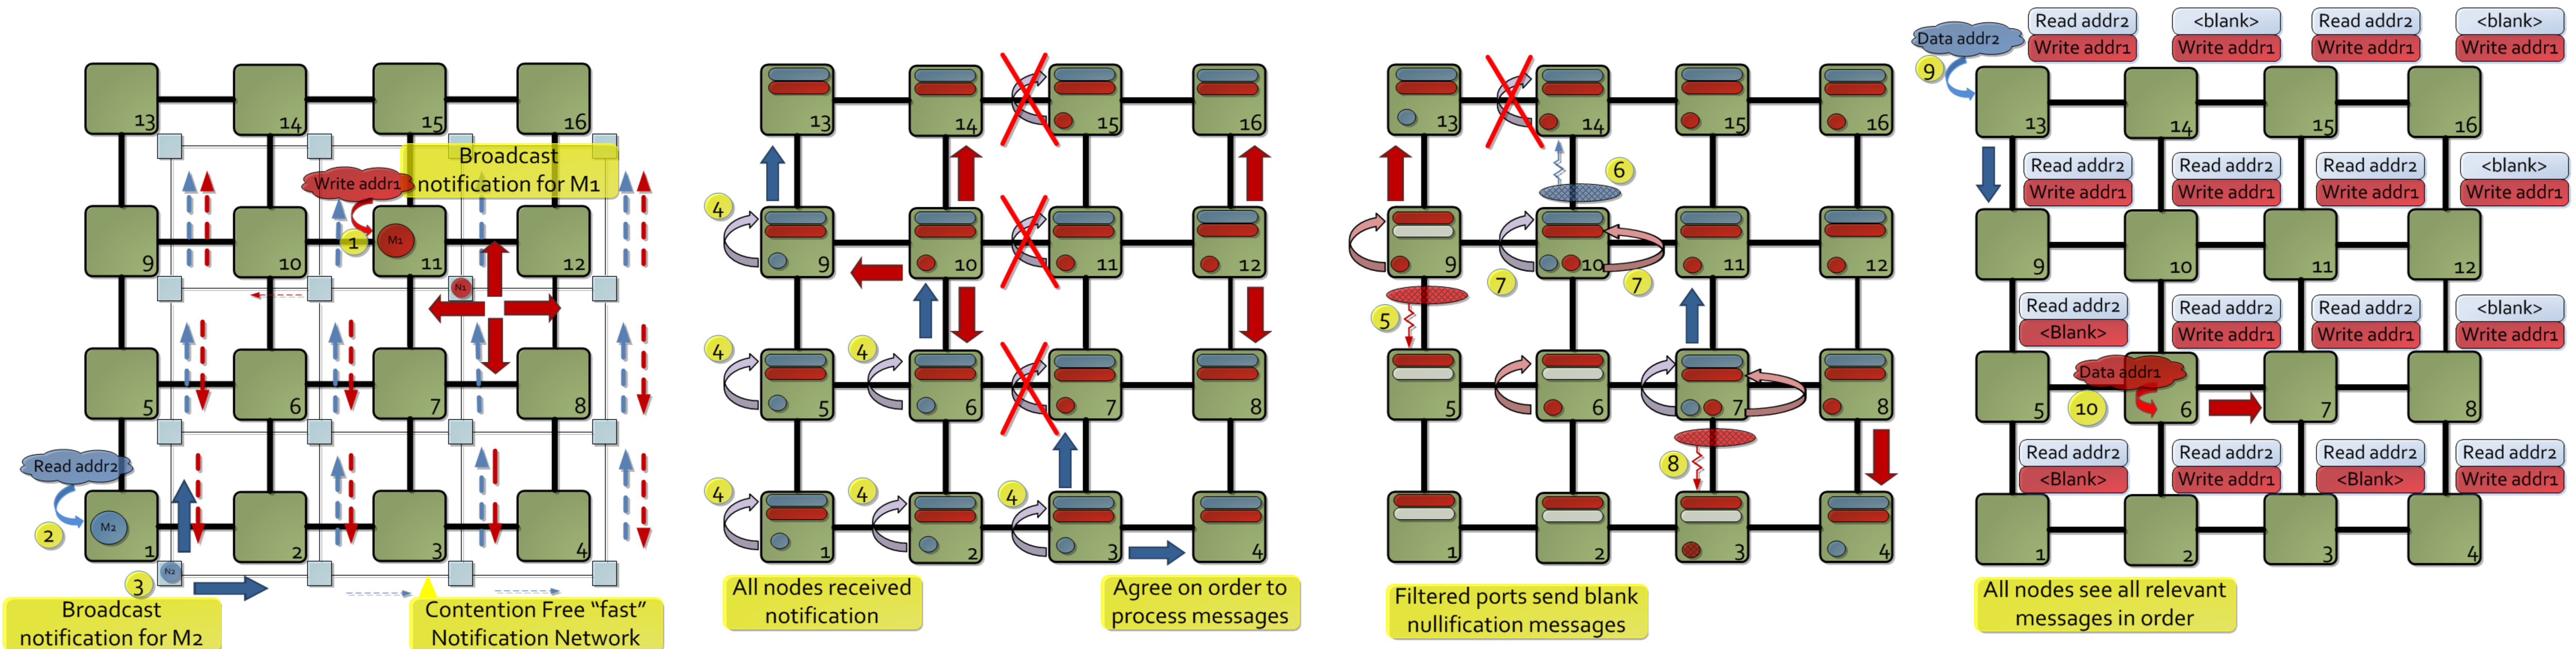 13
14
15
16
Write addr1
Broadcast
notification for M1
1
M1
9
10
11
12
N1
5
6
7
8
Read addr2
2
M2
1
2
3
4
3
N2
Broadcast
notification for M2
Contention Free “fast”
Notification Network
13
14
15
16
4
9
10
11
12
4
4
5
6
7
8
4
4
4
1
2
3
4
All nodes received
notification
Agree on order to
process messages
13
14
15
16
6
9
7
10
7
11
12
5
5
6
7
8
8
1
2
3
4
Filtered ports send blank
nullification messages
Data addr2
9
Read addr2
Write addr1
<blank>
Write addr1
Read addr2
Write addr1
<blank>
Write addr1
13
14
15
16
Read addr2
Write addr1
Read addr2
Write addr1
Read addr2
Write addr1
<blank>
Write addr1
9
10
11
12
Read addr2
<Blank>
Read addr2
Write addr1
Read addr2
Write addr1
<blank>
Write addr1
Data addr1
10
5
6
7
8
Read addr2
<Blank>
Read addr2
Write addr1
Read addr2
<Blank>
Read addr2
Write addr1
1
2
3
4
All nodes see all relevant
messages in order